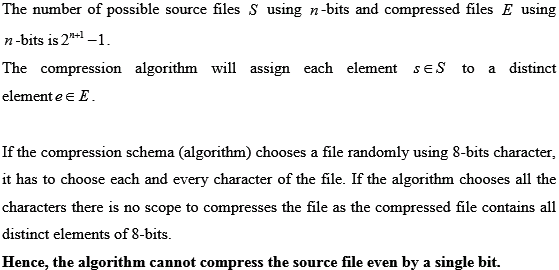 The number of possible source files S using n-bits and compressed files E using
n-bits is 2ⁿ⁺¹ –1.
The compression algorithm will assign each element s∈S to a distinct
element e∈E.
If the compression schema (algorithm) chooses a file randomly using 8-bits character,
it has to choose each and every character of the file. If the algorithm chooses all the
characters there is no scope to compresses the file as the compressed file contains all
distinct elements of 8-bits.
Hence, the algorithm cannot compress the source file even by a single bit.